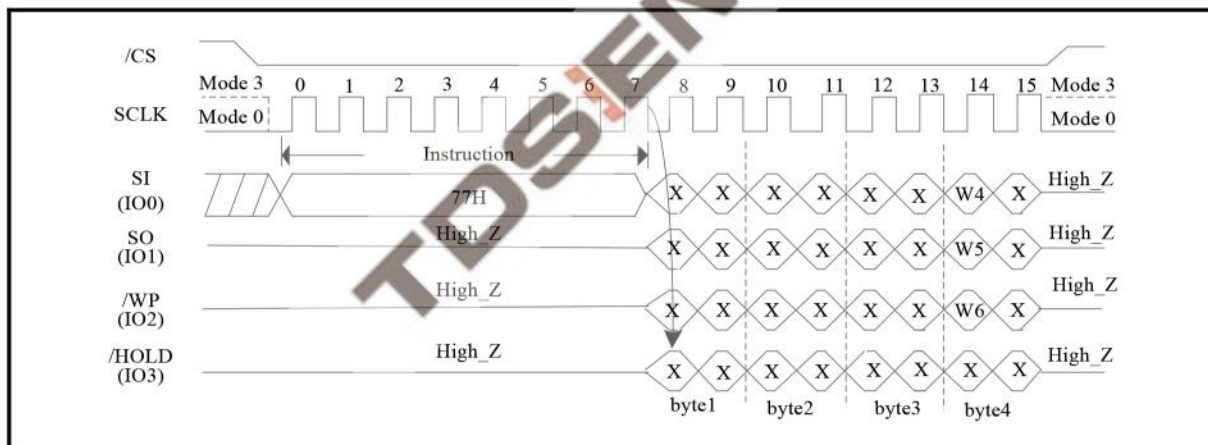 /CS
Mode 3 0 1 2 3 4 5 6 7 8 9 10 11 12 13 14 15 Mode 3
SCLK Mode 0 Mode 0
Instruction
SI
(IO0) 77H X X X X X X W4 X High_Z
SO
(IO1) High_Z X X X X X X W5 X High_Z
/WP
(IO2) High_Z X X X X X X W6 X High_Z
/HOLD
(IO3) High_Z X X X X X X X X High_Z
byte1 byte2 byte3 byte4
TDSjEN